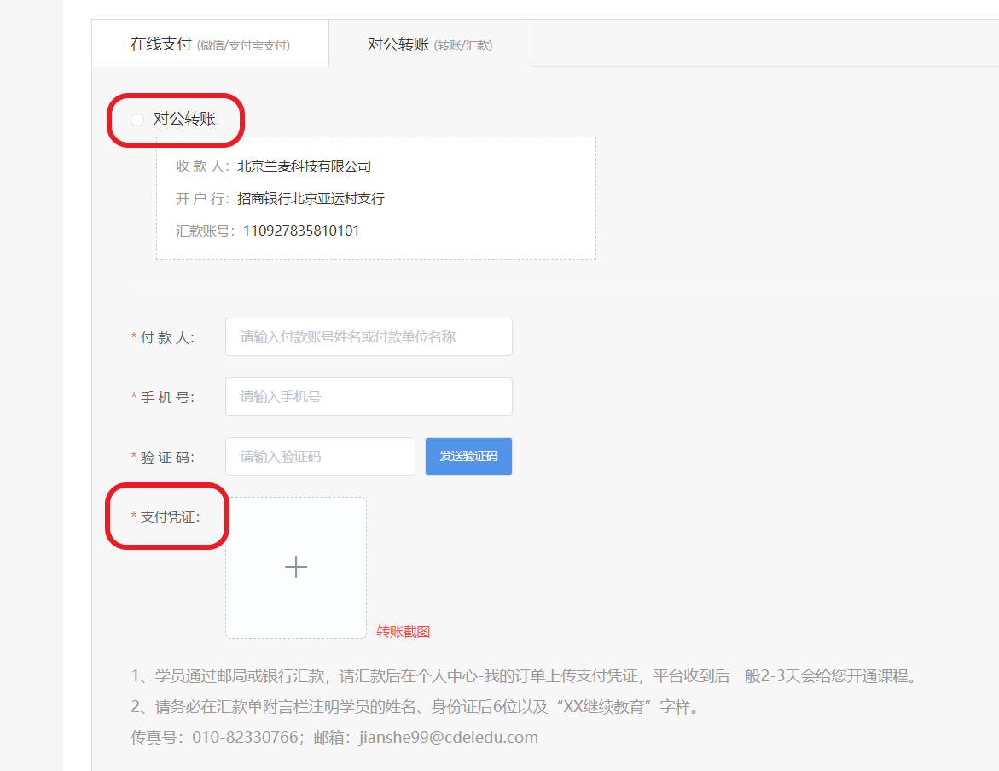 在线支付 (微信/支付宝支付) 对公转账 (转账/汇款)
对公转账
收 款 人： 北京兰麦科技有限公司
开 户 行： 招商银行北京亚运村支行
汇款账号： 110927835810101
* 付 款 人： 请输入付款账号姓名或付款单位名称
* 手 机 号： 请输入手机号
* 验 证 码： 请输入验证码 发送验证码
* 支付凭证：
转账截图
1、学员通过邮局或银行汇款，请汇款后在个人中心-我的订单上传支付凭证，平台收到后一般2-3天会给您开通课程。
2、请务必在汇款单附言栏注明学员的姓名、身份证后6位以及“XX继续教育”字样。
传真号：010-82330766；邮箱：jianshe99@cdeledu.com